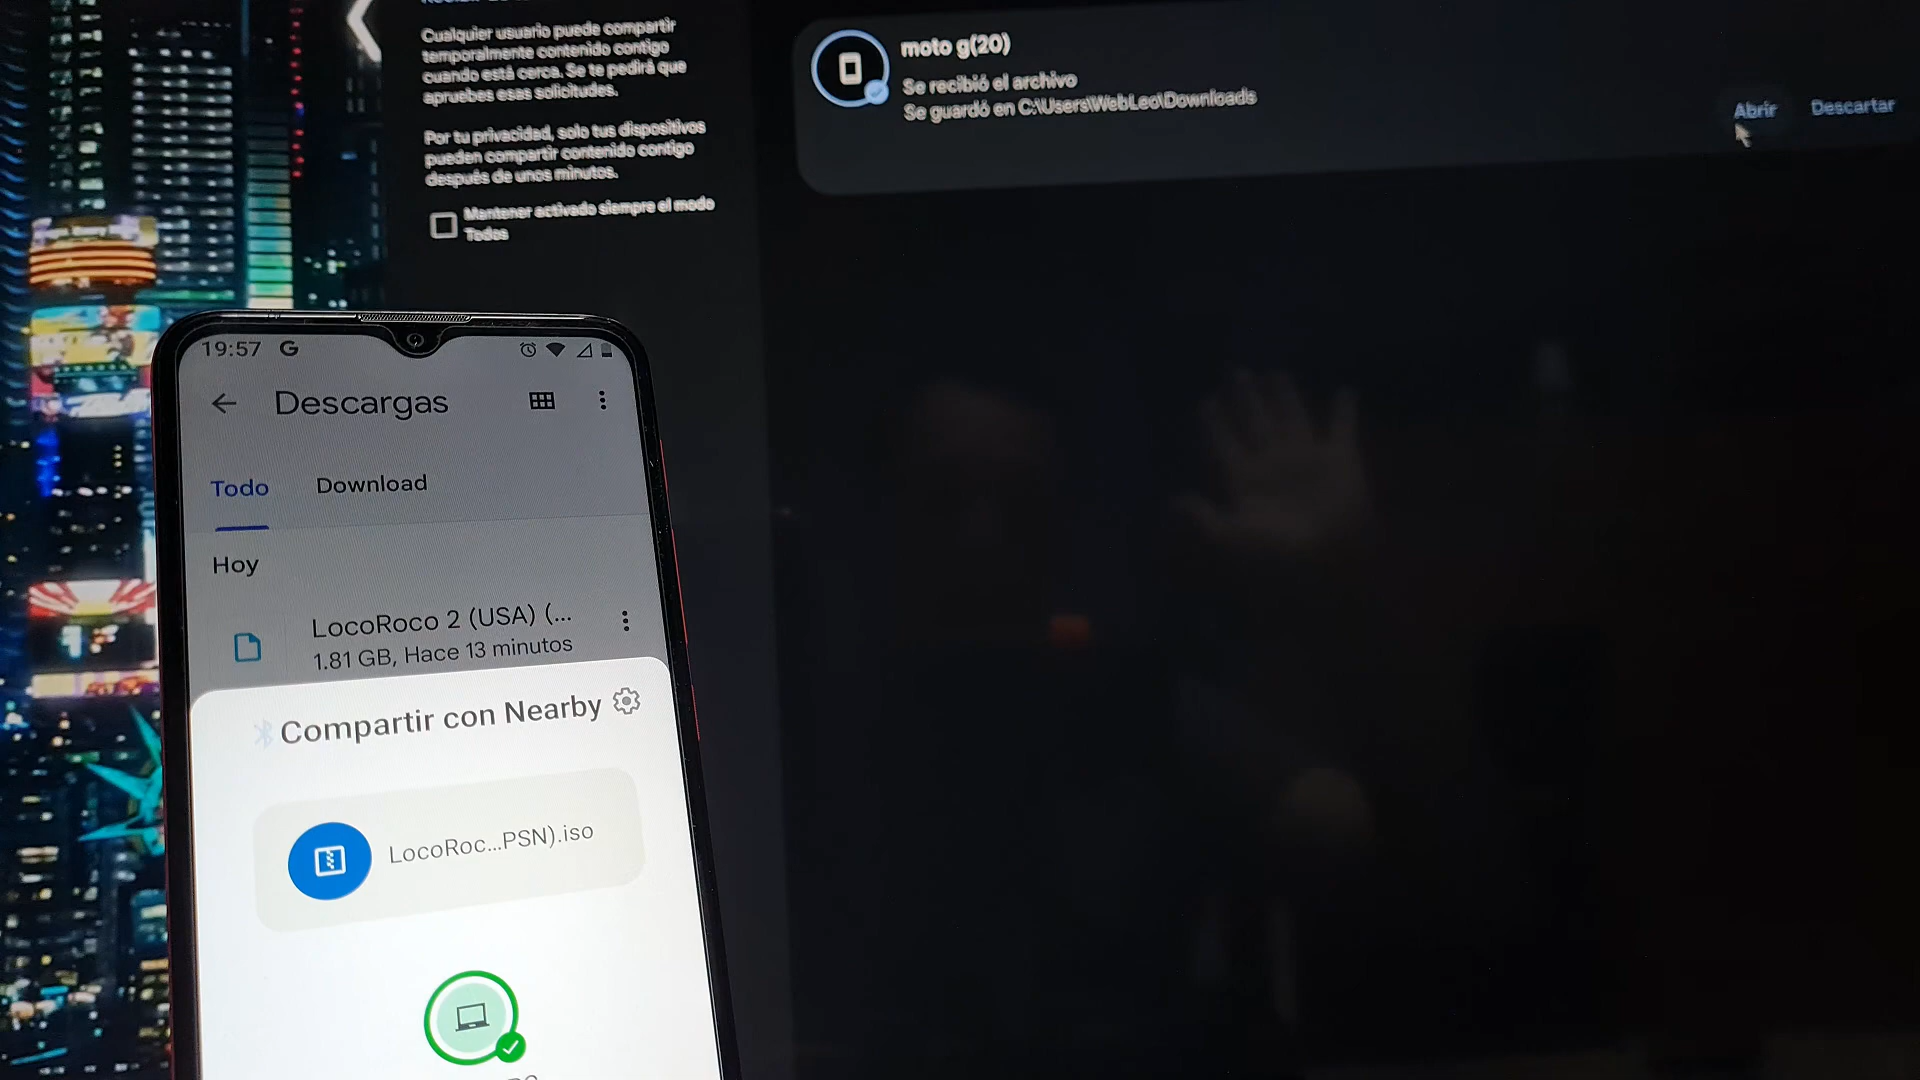 Cualquier usuario puede compartir
temporalmente contenido contigo
cuando está cerca. Se te pedirá que
apruebes esas solicitudes.
Por tu privacidad, solo tus dispositivos
pueden compartir contenido contigo
después de unos minutos.
Mantener activado siempre el modo
Todos
moto g(20)
Se recibió el archivo
Se guardó en C:\Users\WebLeo\Downloads
Abrir
Descartar
19:57 G
Descargas
Todo
Download
Hoy
LocoRoco 2 (USA) (...
1.81 GB, Hace 13 minutos
Compartir con Nearby
LocoRoc...PSN).iso